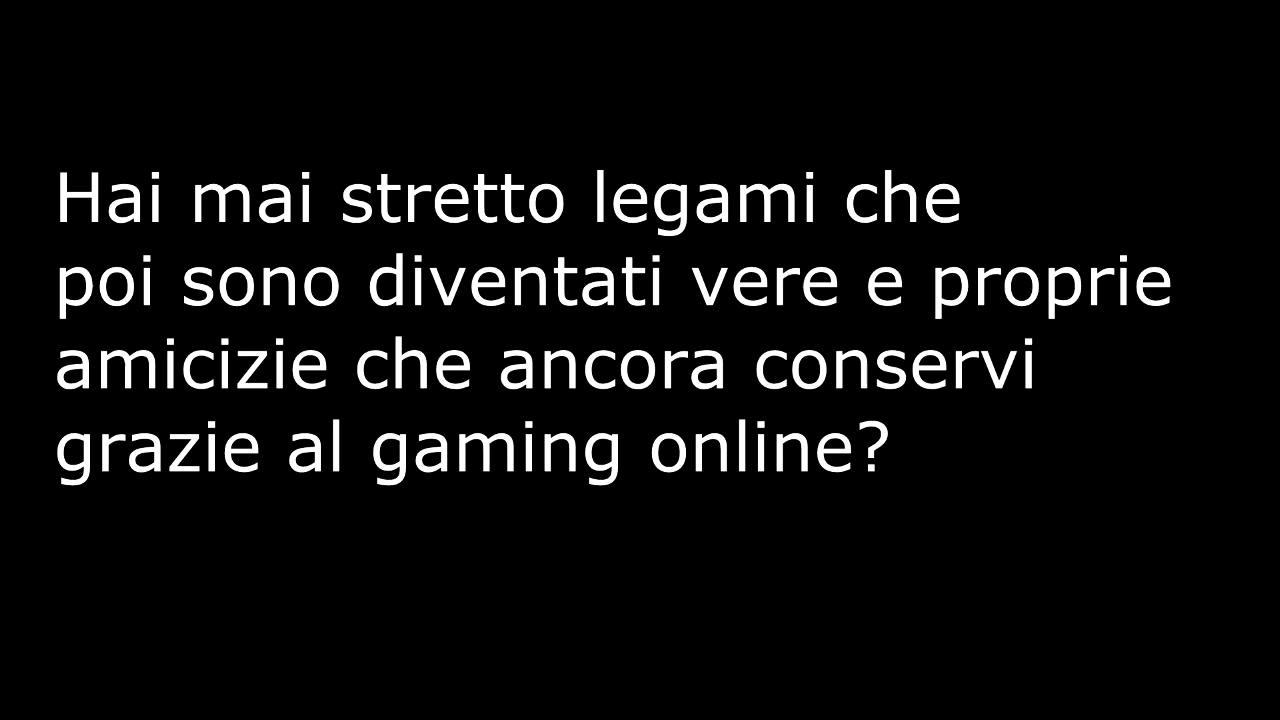 Hai mai stretto legami che
poi sono diventati vere e proprie
amicizie che ancora conservi
grazie al gaming online?